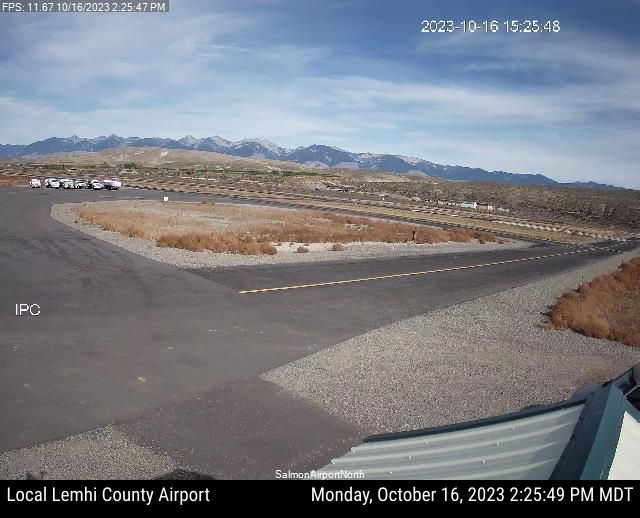 FPS: 11.67 10/16/2023 2:25:47 PM
2023-10-16 15:25:48
IPC
SalmonAirportNorth
Local Lemhi County Airport
Monday, October 16, 2023 2:25:49 PM MDT